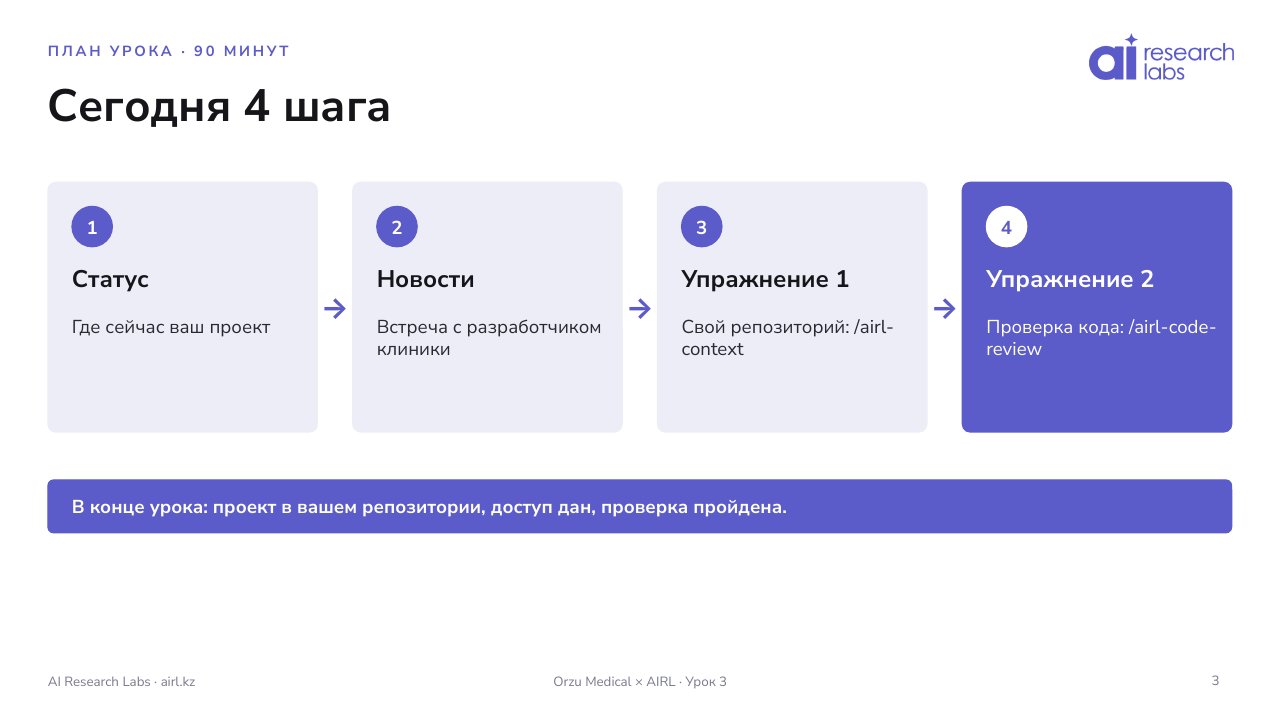 ПЛАН УРОКА · 90 МИНУТ
ai research
labs
Сегодня 4 шага
1
Статус
Где сейчас ваш проект
→
2
Новости
Встреча с разработчиком
клиники
→
3
Упражнение 1
Свой репозиторий: /airl-
context
→
4
Упражнение 2
Проверка кода: /airl-code-
review
В конце урока: проект в вашем репозитории, доступ дан, проверка пройдена.
AI Research Labs · airl.kz
Orzu Medical × AIRL · Урок 3
3